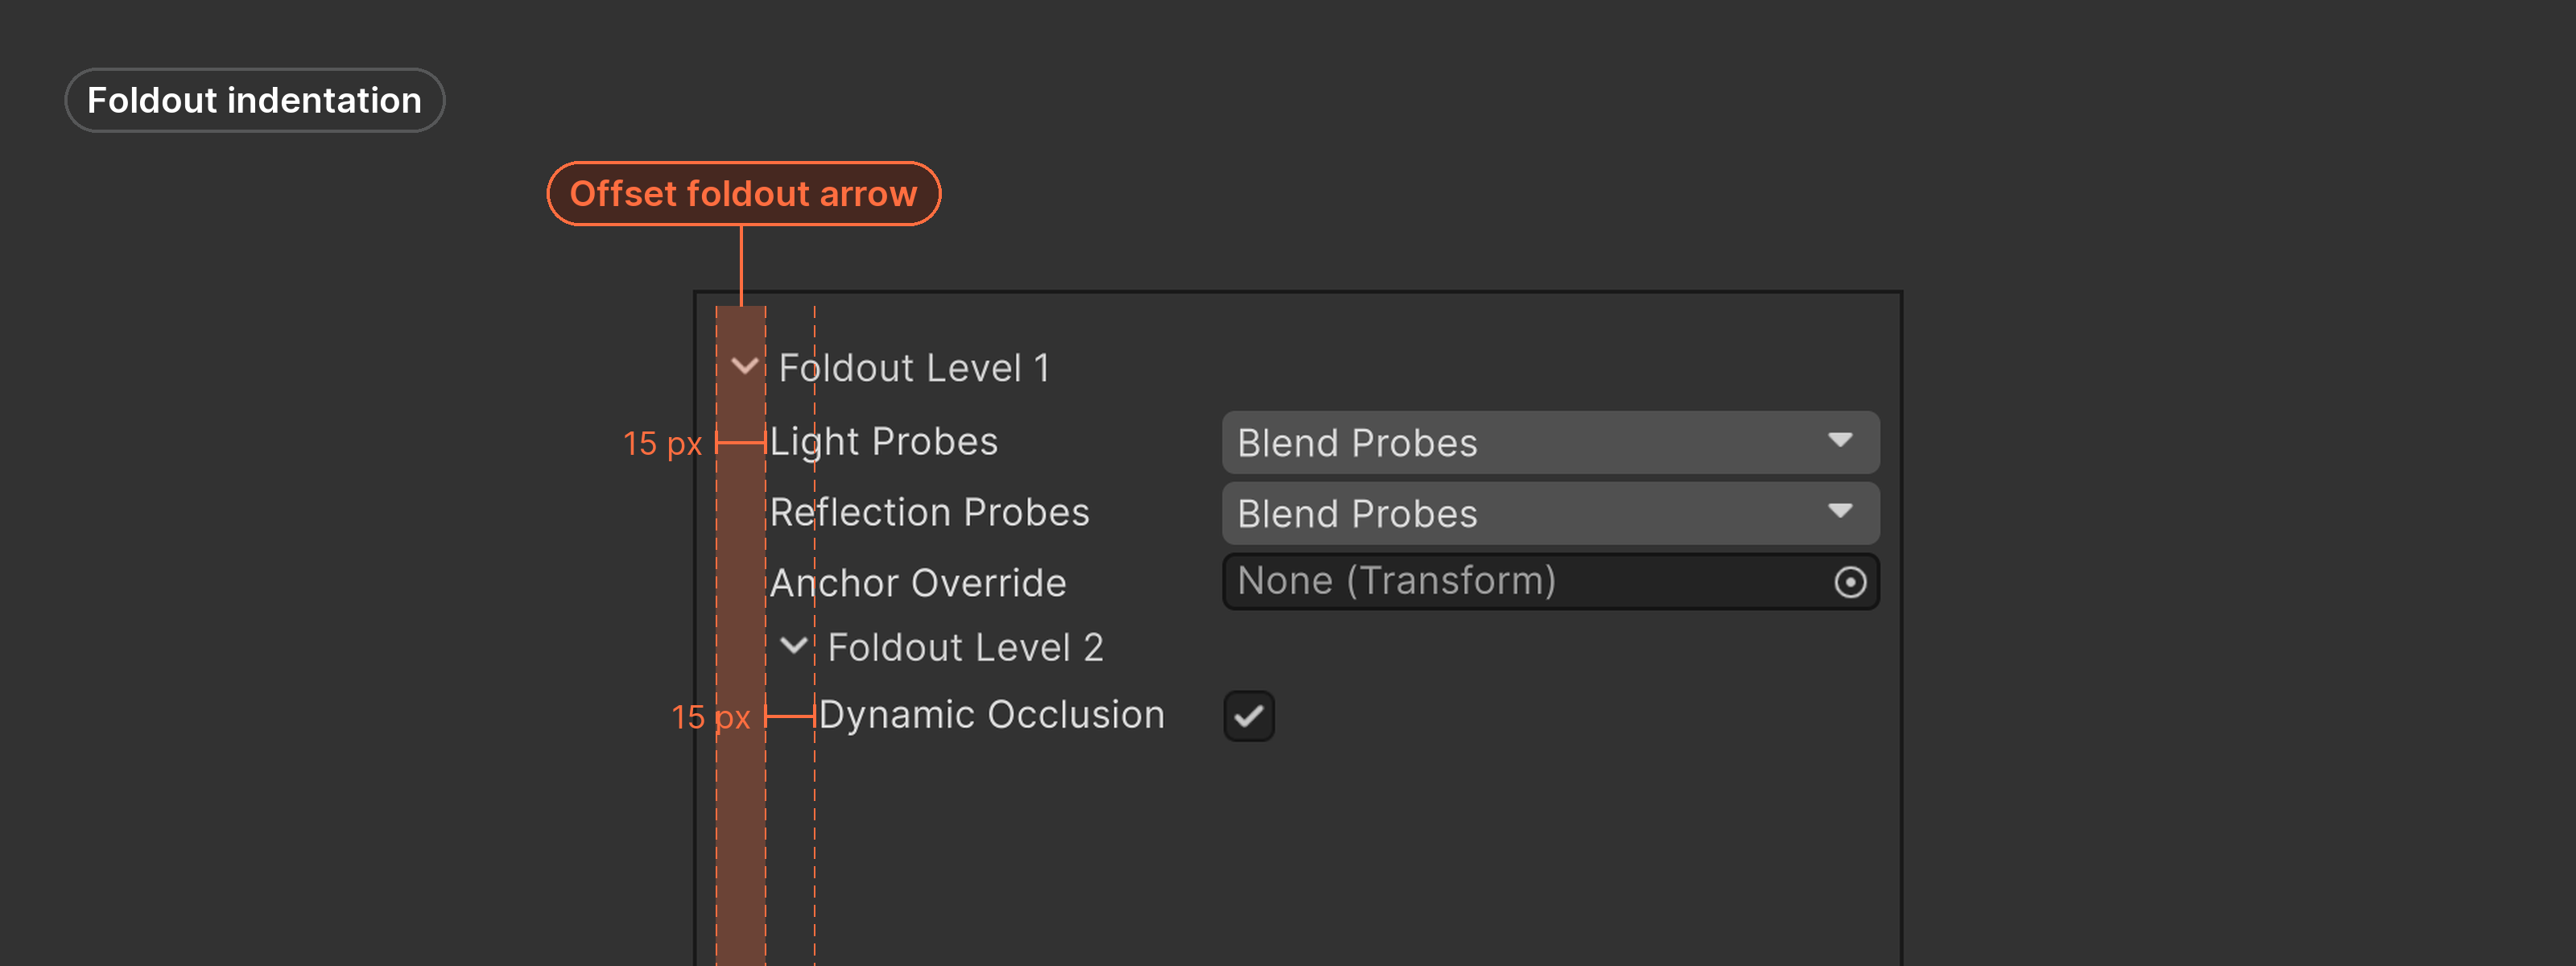 Foldout indentation
Offset foldout arrow
Foldout Level 1
15 px Light Probes Blend Probes
Reflection Probes Blend Probes
Anchor Override None (Transform)
Foldout Level 2
15 px Dynamic Occlusion